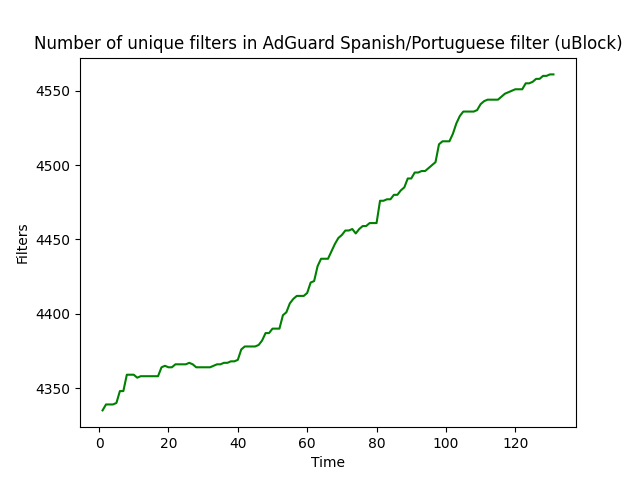 Number of unique filters in AdGuard Spanish/Portuguese filter (uBlock)
4550
4500
4450
4400
4350
Filters
0 20 40 60 80 100 120
Time